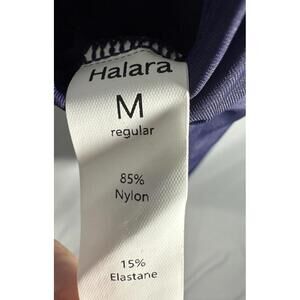 Halara
M
regular
85%
Nylon
15%
Elastane